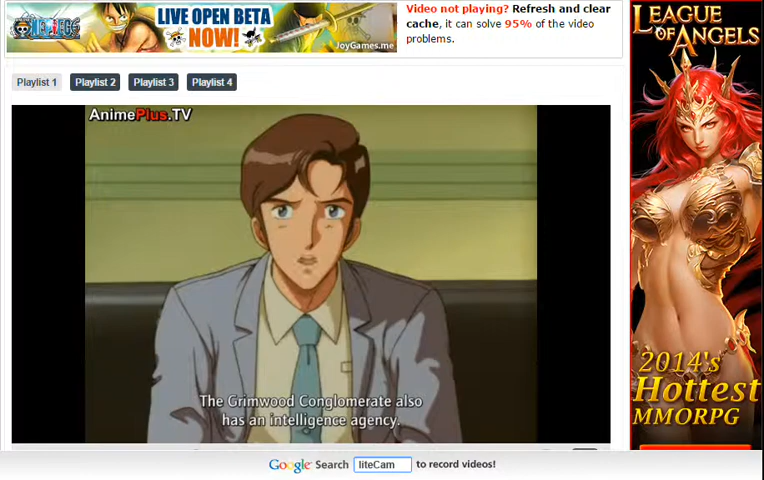 ONE PIECE
LIVE OPEN BETA
NOW!
JoyGames.me
Video not playing? Refresh and clear
cache, it can solve 95% of the video
problems.
LEAGUE
OF ANGELS
Playlist 1
Playlist 2
Playlist 3
Playlist 4
AnimePlus.TV
The Grimwood Conglomerate also
has an intelligence agency.
2014's
Hottest
MMORPG
Google Search liteCam to record videos!